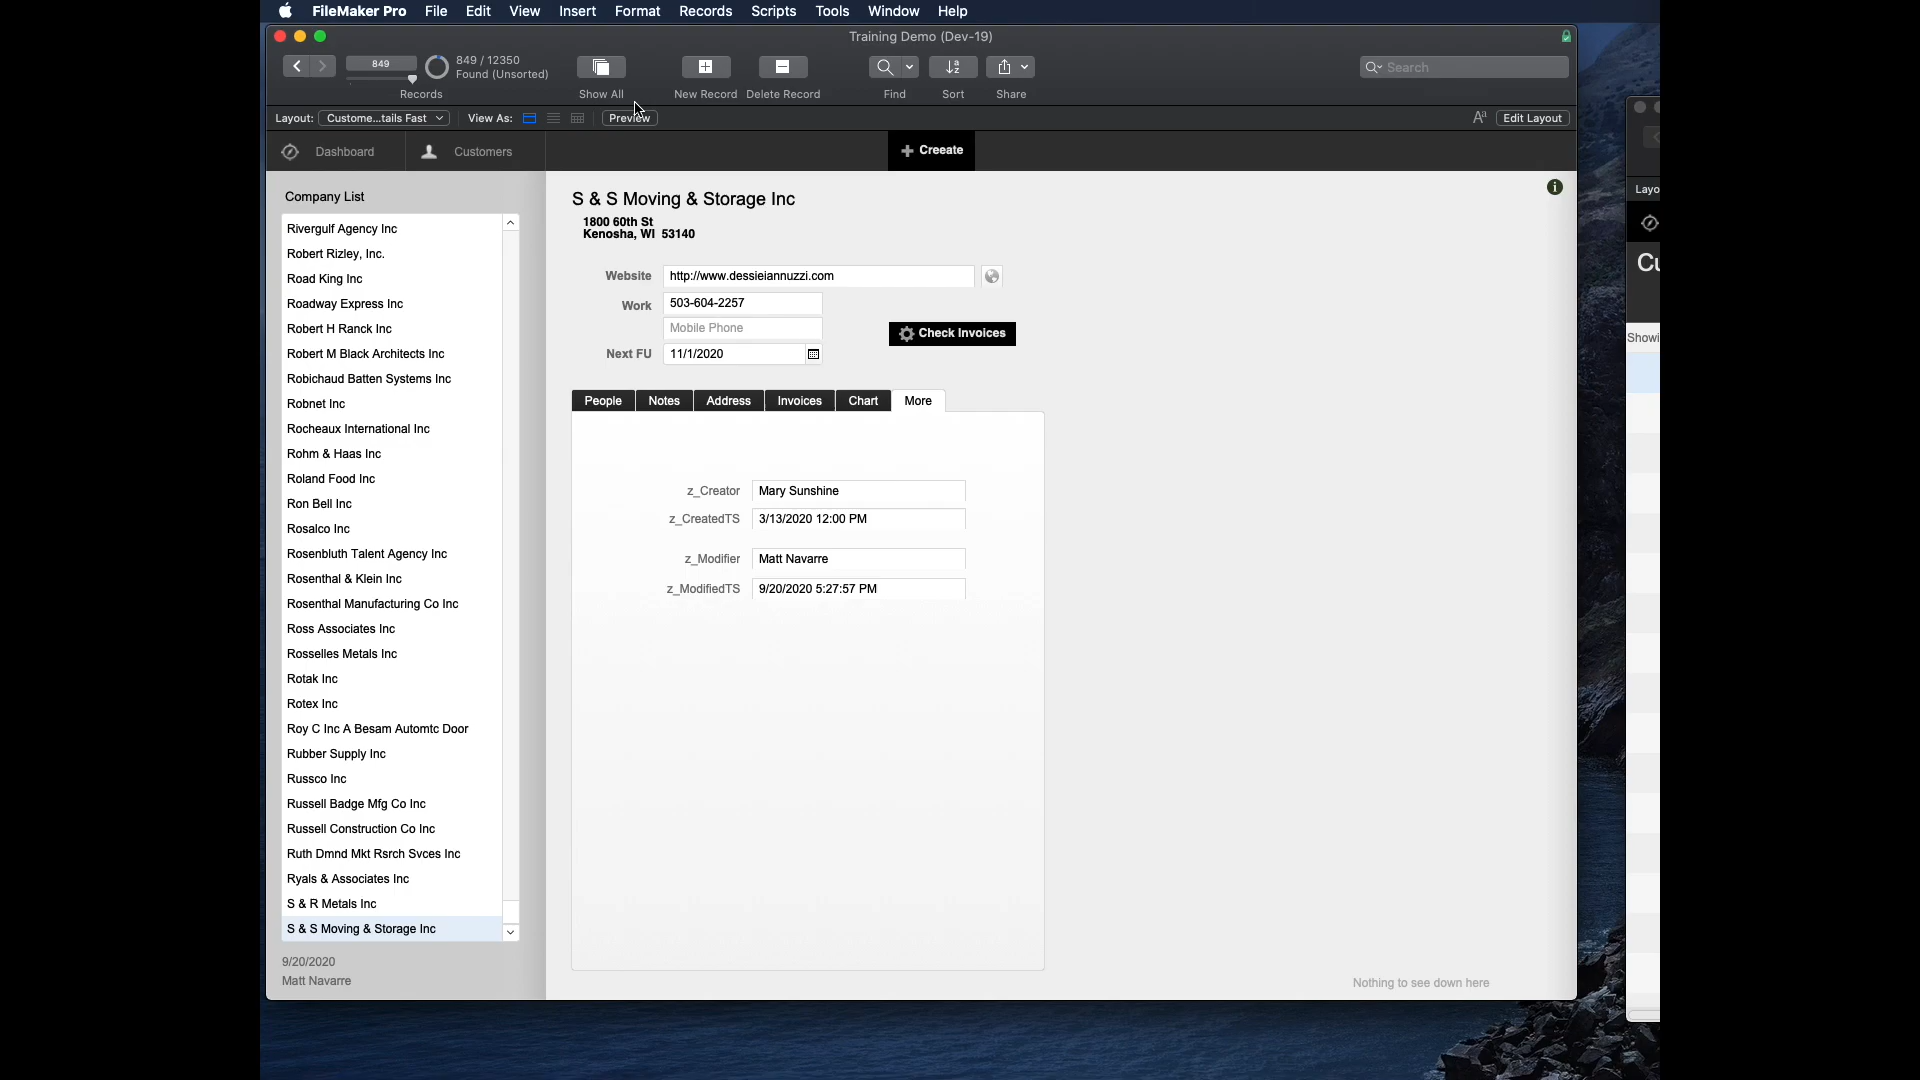 FileMaker Pro File Edit View Insert Format Records Scripts Tools Window Help
Training Demo (Dev-19)
849
849 / 12350
Found (Unsorted)
Records
Show All
New Record
Delete Record
Find
Sort
Share
Search
Layout: Custome...tails Fast
View As:
Preview
Aa
Edit Layout
Dashboard
Customers
Creeate
Company List
Rivergulf Agency Inc
Robert Rizley, Inc.
Road King Inc
Roadway Express Inc
Robert H Ranck Inc
Robert M Black Architects Inc
Robichaud Batten Systems Inc
Robnet Inc
Rocheaux International Inc
Rohm & Haas Inc
Roland Food Inc
Ron Bell Inc
Rosalco Inc
Rosenbluth Talent Agency Inc
Rosenthal & Klein Inc
Rosenthal Manufacturing Co Inc
Ross Associates Inc
Rosselles Metals Inc
Rotak Inc
Rotex Inc
Roy C Inc A Besam Automtc Door
Rubber Supply Inc
Russco Inc
Russell Badge Mfg Co Inc
Russell Construction Co Inc
Ruth Dmnd Mkt Rsrch Svces Inc
Ryals & Associates Inc
S & R Metals Inc
S & S Moving & Storage Inc
9/20/2020
Matt Navarre
S & S Moving & Storage Inc
1800 60th St
Kenosha, WI 53140
Website http://www.dessieiannuzzi.com
Work 503-604-2257
Mobile Phone
Check Invoices
Next FU 11/1/2020
People Notes Address Invoices Chart More
z_Creator Mary Sunshine
z_CreatedTS 3/13/2020 12:00 PM
z_Modifier Matt Navarre
z_ModifiedTS 9/20/2020 5:27:57 PM
Nothing to see down here
Layo
Cu
Showi